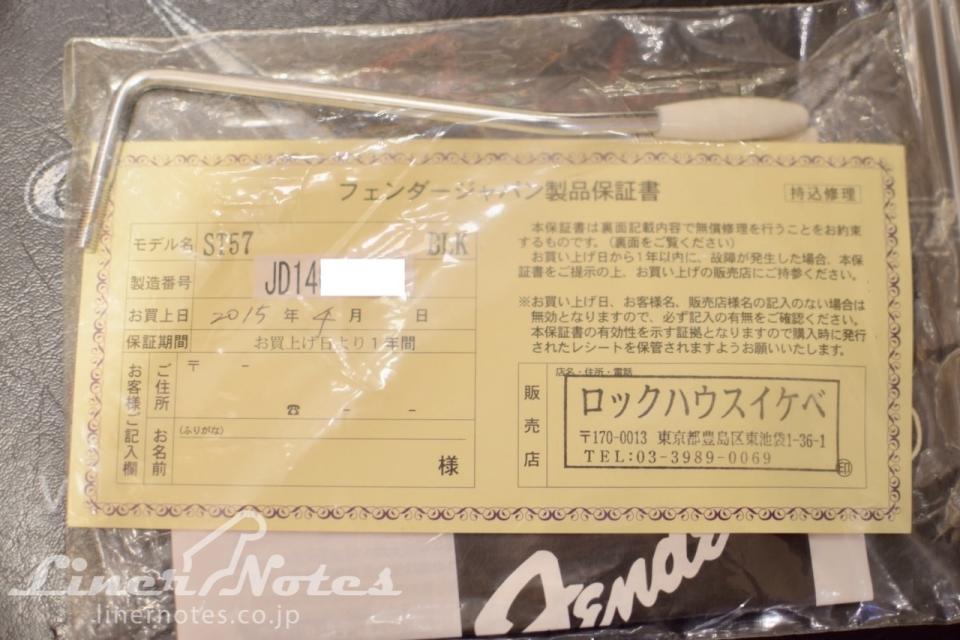 フェンダージャパン製品保証書
持込修理
モデル名 ST57 BLK
製造番号 JD14
お買上日 2015 年 4 月 日
保証期間 お買上げ日より1年間
お客様ご記入欄
ご住所
〒 -
☎ - -
お名前
(ふりがな)
様
本保証書は裏面記載内容で無償修理を行うことをお約束
するものです。(裏面をご覧ください)
お買い上げ日から1年以内に、故障が発生した場合、本保
証書をご提示の上、お買い上げの販売店にご持参ください。
※お買い上げ日、お客様名、販売店様名の記入のない場合は
無効となりますので、必ず記入の有無をご確認ください。
本保証書の有効性を示す証拠となりますので購入時に発行
されたレシートを保管されますようお願いいたします。
販売店
店名・住所・電話
ロックハウスイケベ
〒170-0013 東京都豊島区東池袋1-36-1
TEL:03-3989-0069
印
Fender
Liner Notes
www.linernotes.co.jp